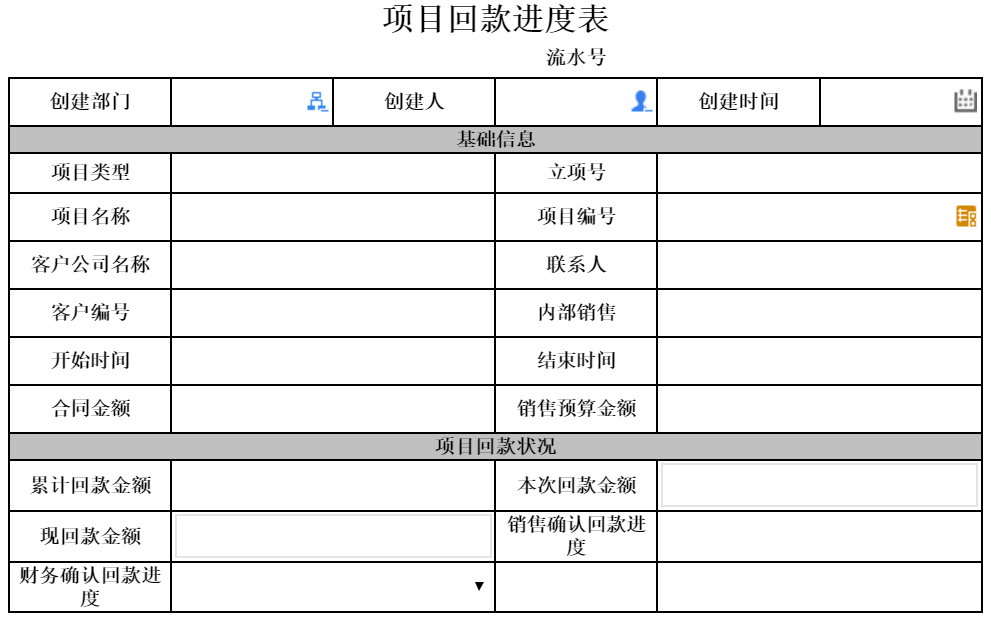 项目回款进度表
流水号
创建部门 创建人 创建时间
基础信息
项目类型 立项号
项目名称 项目编号
客户公司名称 联系人
客户编号 内部销售
开始时间 结束时间
合同金额 销售预算金额
项目回款状况
累计回款金额 本次回款金额
现回款金额 销售确认回款进
度
财务确认回款进
度